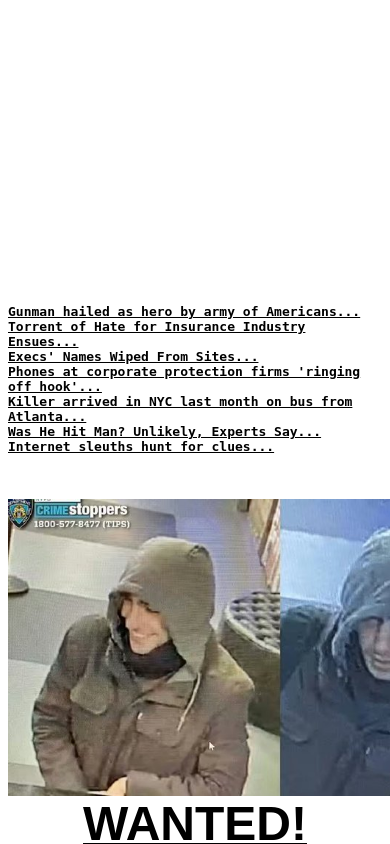 Gunman hailed as hero by army of Americans...
Torrent of Hate for Insurance Industry
Ensues...
Execs' Names Wiped From Sites...
Phones at corporate protection firms 'ringing
off hook'...
Killer arrived in NYC last month on bus from
Atlanta...
Was He Hit Man? Unlikely, Experts Say...
Internet sleuths hunt for clues...
CRIMEstoppers
1800-577-8477 (TIPS)
WANTED!